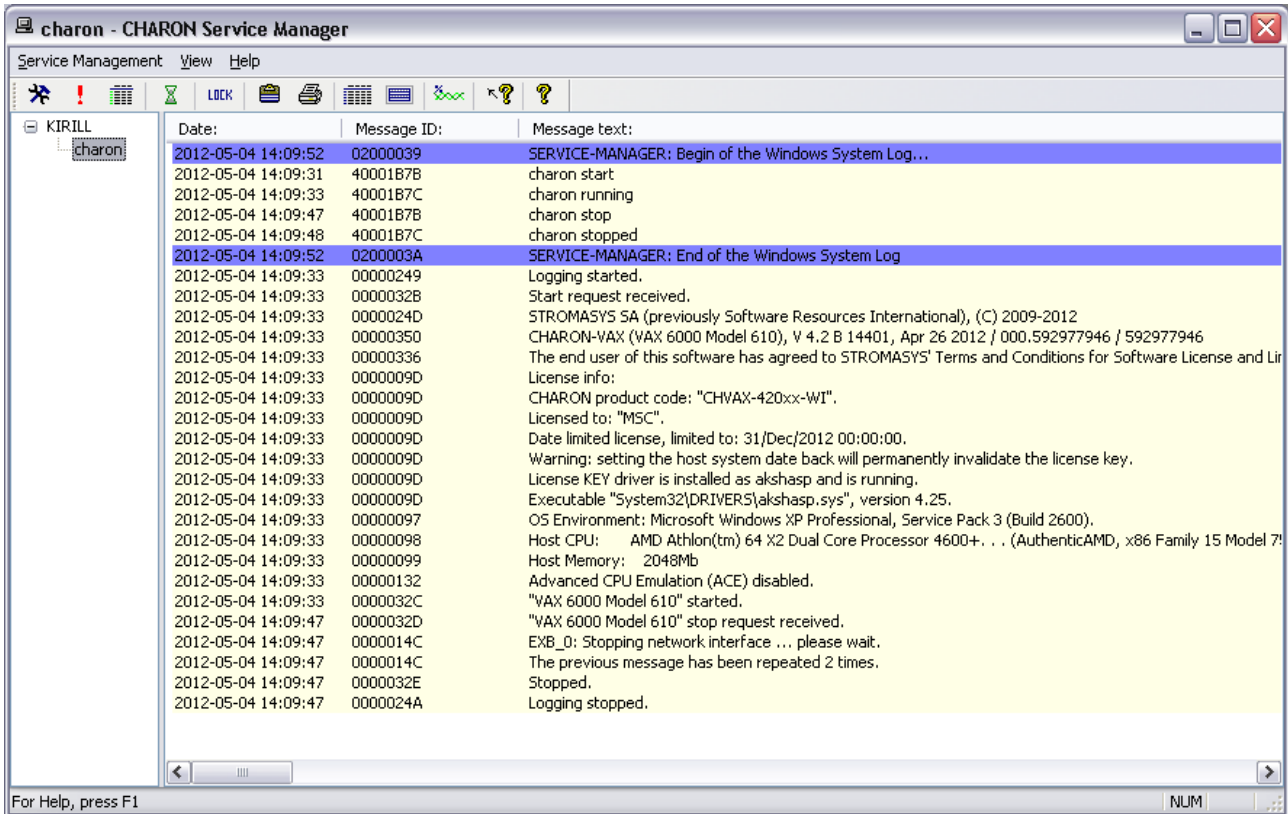 charon - CHARON Service Manager
Service Management View Help
LOCK
KIRILL
charon
Date: Message ID: Message text:
2012-05-04 14:09:52 02000039 SERVICE-MANAGER: Begin of the Windows System Log...
2012-05-04 14:09:31 40001B7B charon start
2012-05-04 14:09:33 40001B7C charon running
2012-05-04 14:09:47 40001B7B charon stop
2012-05-04 14:09:48 40001B7C charon stopped
2012-05-04 14:09:52 0200003A SERVICE-MANAGER: End of the Windows System Log
2012-05-04 14:09:33 00000249 Logging started.
2012-05-04 14:09:33 0000032B Start request received.
2012-05-04 14:09:33 0000024D STROMASYS SA (previously Software Resources International), (C) 2009-2012
2012-05-04 14:09:33 00000350 CHARON-VAX (VAX 6000 Model 610), V 4.2 B 14401, Apr 26 2012 / 000.592977946 / 592977946
2012-05-04 14:09:33 00000336 The end user of this software has agreed to STROMASYS' Terms and Conditions for Software License and
2012-05-04 14:09:33 0000009D License info:
2012-05-04 14:09:33 0000009D CHARON product code: "CHVAX-420xx-WI".
2012-05-04 14:09:33 0000009D Licensed to: "MSC".
2012-05-04 14:09:33 0000009D Date limited license, limited to: 31/Dec/2012 00:00:00.
2012-05-04 14:09:33 0000009D Warning: setting the host system date back will permanently invalidate the license key.
2012-05-04 14:09:33 0000009D License KEY driver is installed as akshasp and is running.
2012-05-04 14:09:33 0000009D Executable "System32\DRIVERS\akshasp.sys", version 4.25.
2012-05-04 14:09:33 00000097 OS Environment: Microsoft Windows XP Professional, Service Pack 3 (Build 2600).
2012-05-04 14:09:33 00000098 Host CPU: AMD Athlon(tm) 64 X2 Dual Core Processor 4600+. . . (AuthenticAMD, x86 Family 15 Model
2012-05-04 14:09:33 00000099 Host Memory: 2048Mb
2012-05-04 14:09:33 00000132 Advanced CPU Emulation (ACE) disabled.
2012-05-04 14:09:33 0000032C "VAX 6000 Model 610" started.
2012-05-04 14:09:47 0000032D "VAX 6000 Model 610" stop request received.
2012-05-04 14:09:47 0000014C EXB_0: Stopping network interface ... please wait.
2012-05-04 14:09:47 0000014C The previous message has been repeated 2 times.
2012-05-04 14:09:47 0000032E Stopped.
2012-05-04 14:09:47 0000024A Logging stopped.
For Help, press F1 NUM